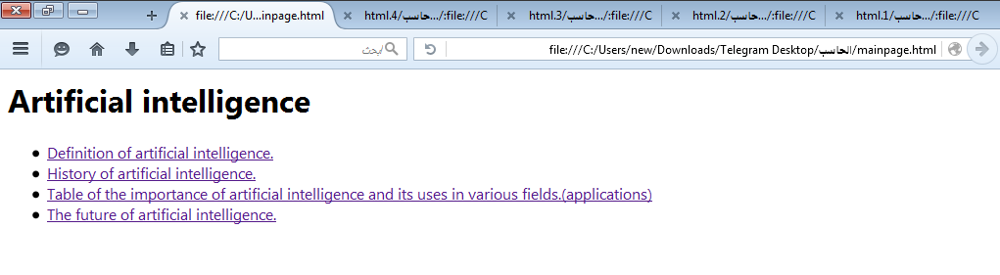 file:///C:/U...inpage.html
html.4/حاسب...//:file:///C
html.3/حاسب...//:file:///C
html.2/حاسب...//:file:///C
html.1/حاسب...//:file:///C
ابحث
file:///C:/Users/new/Downloads/Telegram Desktop/الحاسب/mainpage.html
Artificial intelligence
Definition of artificial intelligence.
History of artificial intelligence.
Table of the importance of artificial intelligence and its uses in various fields.(applications)
The future of artificial intelligence.